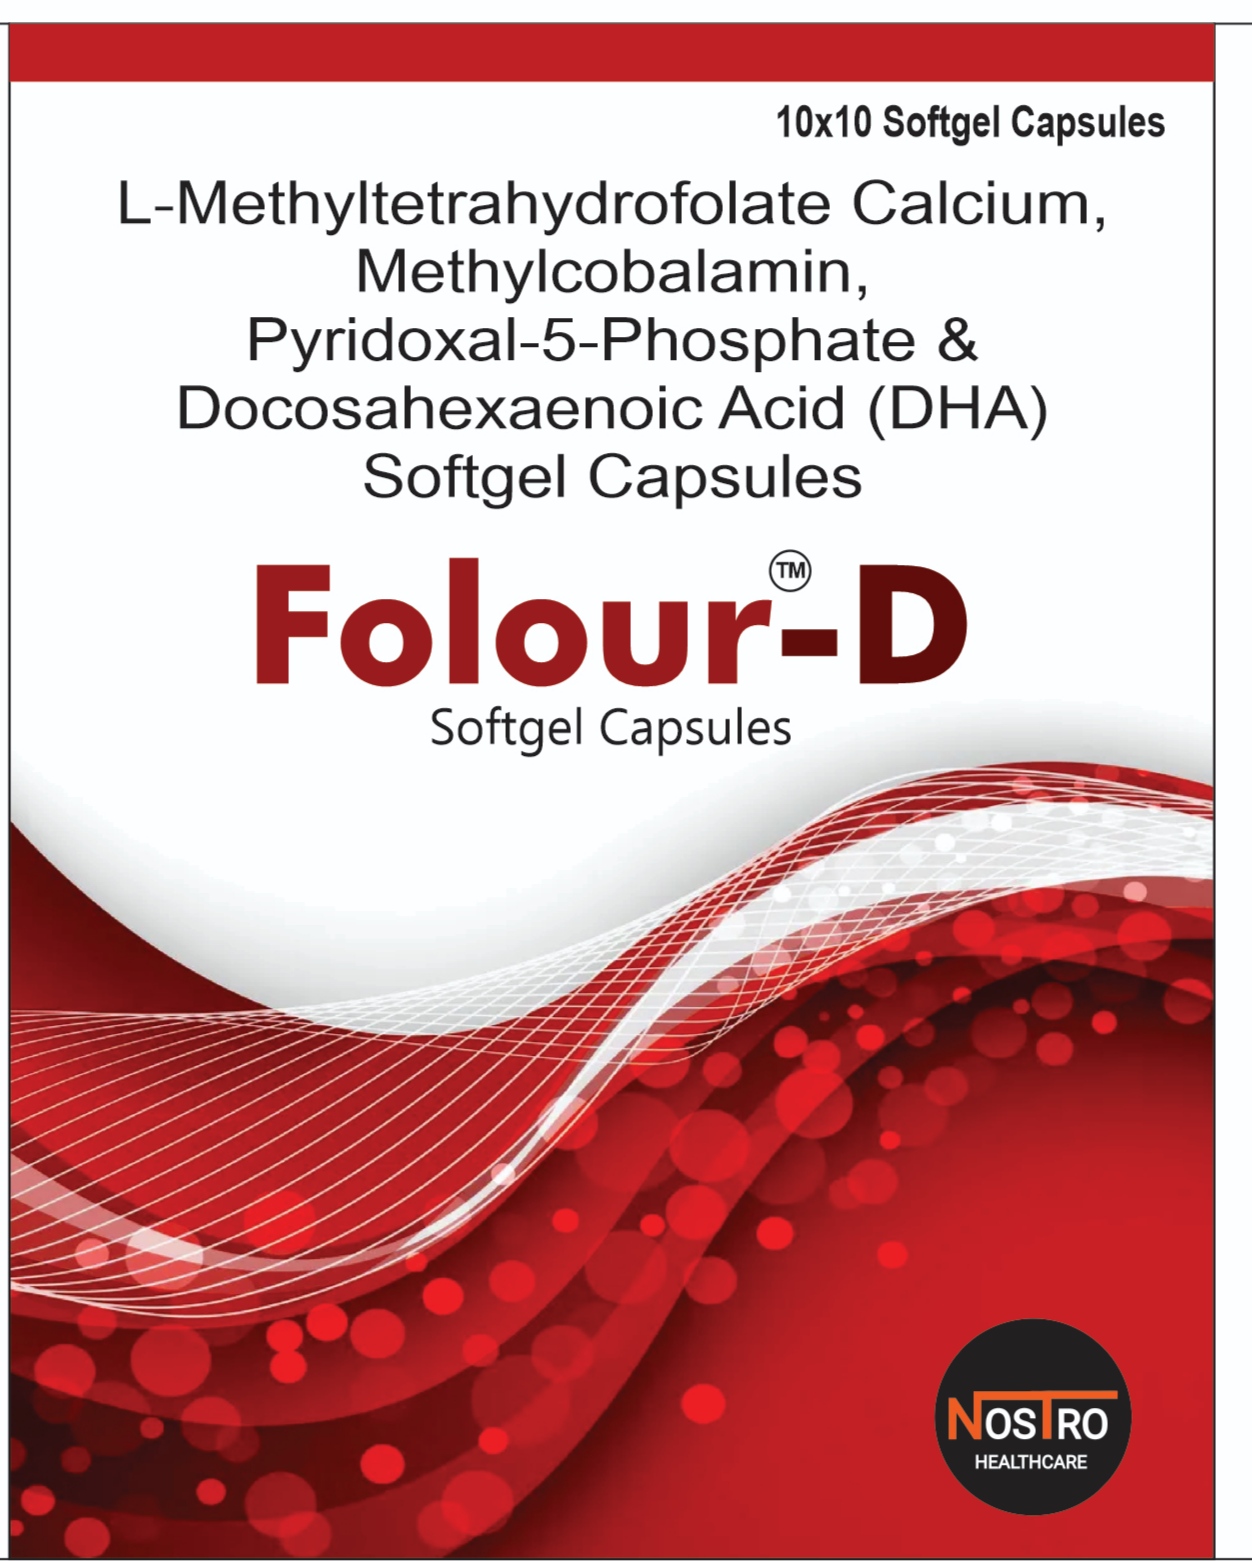 10x10 Softgel Capsules
L-Methyltetrahydrofolate Calcium,
Methylcobalamin,
Pyridoxal-5-Phosphate &
Docosahexaenoic Acid (DHA)
Softgel Capsules
Folour-D
TM
Softgel Capsules
NOSTRO
HEALTHCARE